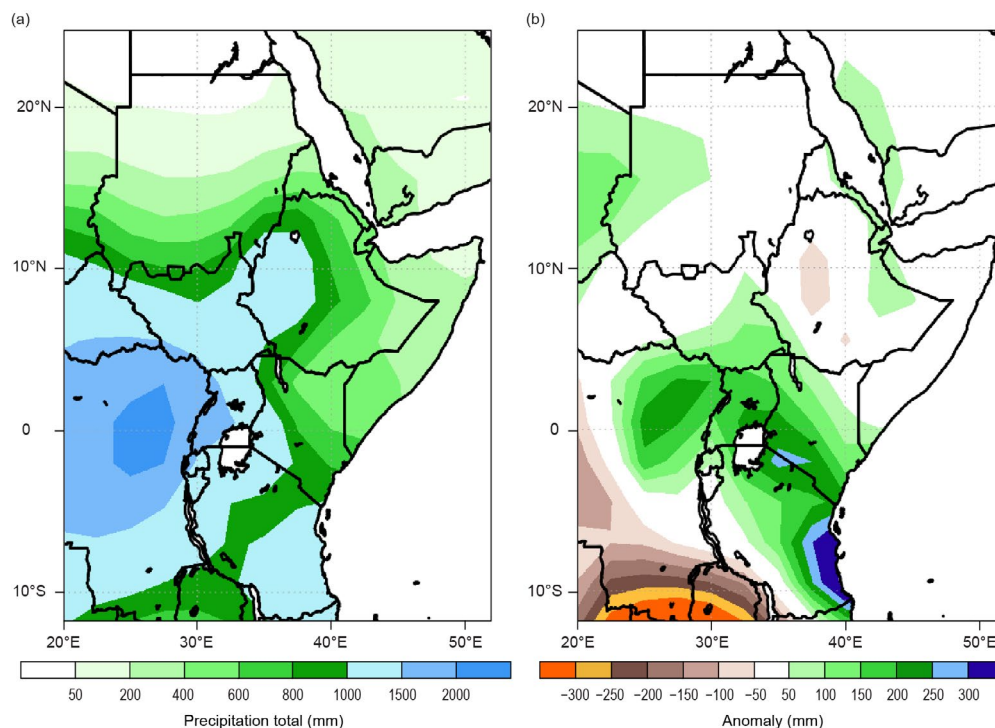 (a)
(b)
20°N
10°N
0
10°S
20°E
30°E
40°E
50°E
20°N
10°N
0
10°S
20°E
30°E
40°E
50°E
50 200 400 600 800 1000 1500 2000
Precipitation total (mm)
−300 −250 −200 −150 −100 −50 50 100 150 200 250 300
Anomaly (mm)